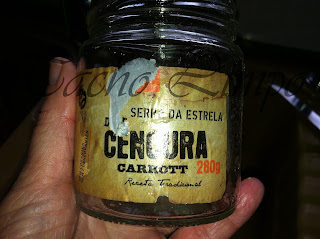 SERRA DA ESTRELA
CENOURA
CARROTT 280g
Receita Tradicional